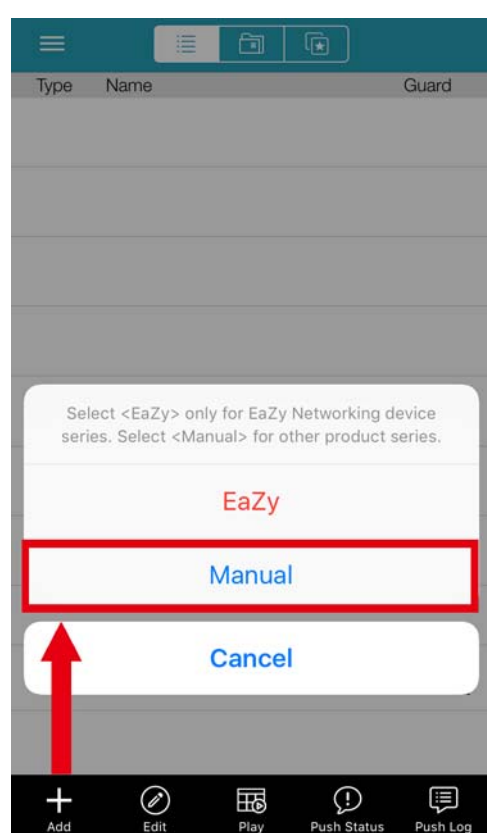 Type Name Guard
Select <EaZy> only for EaZy Networking device
series. Select <Manual> for other product series.
EaZy
Manual
Cancel
Add Edit Play Push Status Push Log